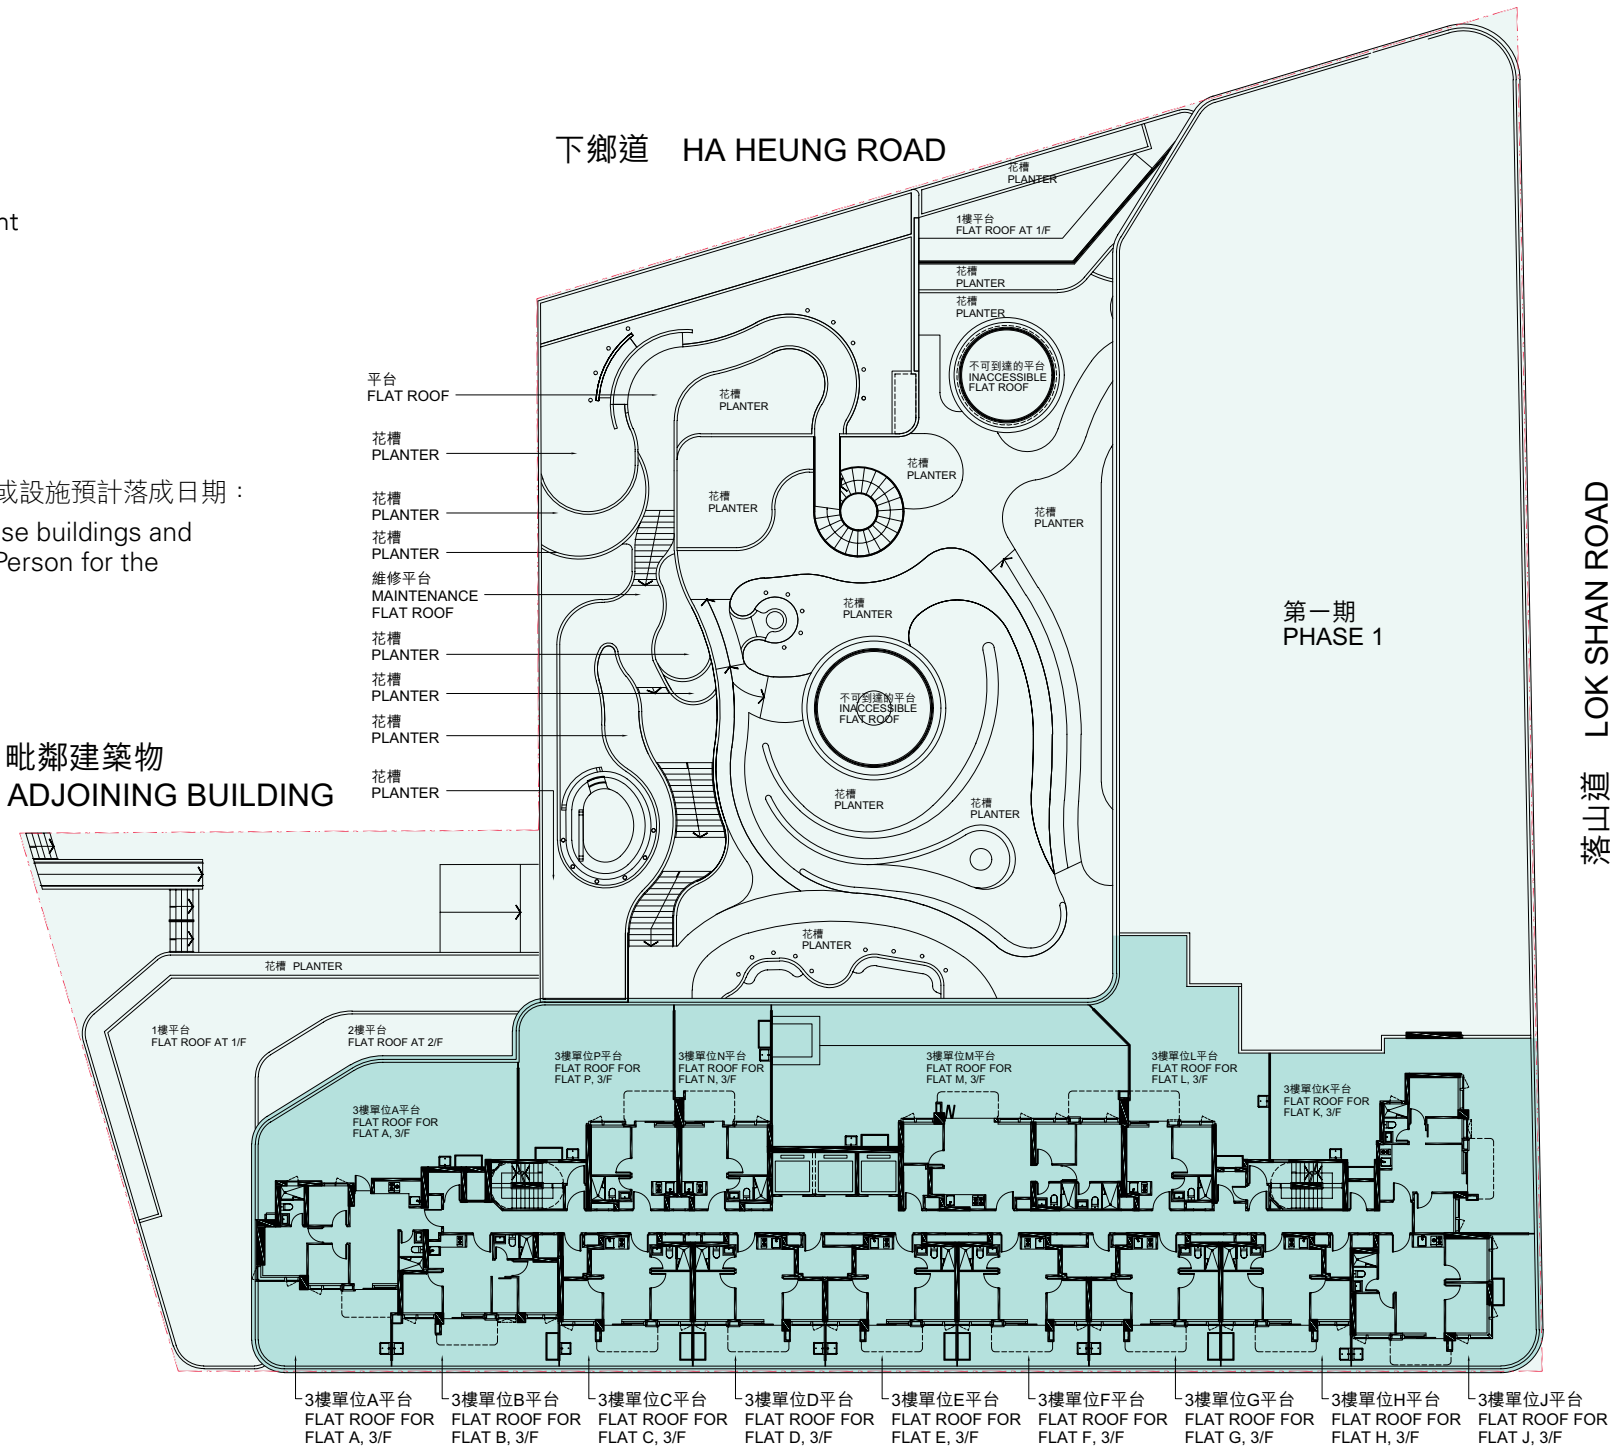 下鄉道 HA HEUNG ROAD
nt
或設施預計落成日期：
se buildings and
Person for the
毗鄰建築物
ADJOINING BUILDING
平台
FLAT ROOF
花槽
PLANTER
花槽
PLANTER
花槽
PLANTER
維修平台
MAINTENANCE
FLAT ROOF
花槽
PLANTER
花槽
PLANTER
花槽
PLANTER
花槽
PLANTER
花槽
PLANTER
1樓平台
FLAT ROOF AT 1/F
花槽
PLANTER
花槽
PLANTER
不可到達的平台
INACCESSIBLE
FLAT ROOF
花槽
PLANTER
花槽
PLANTER
花槽
PLANTER
花槽
PLANTER
花槽
PLANTER
不可到達的平台
INACCESSIBLE
FLAT ROOF
花槽
PLANTER
花槽
PLANTER
花槽
PLANTER
第一期
PHASE 1
落山道 LOK SHAN ROAD
花槽 PLANTER
1樓平台
FLAT ROOF AT 1/F
2樓平台
FLAT ROOF AT 2/F
3樓單位A平台
FLAT ROOF FOR
FLAT A, 3/F
3樓單位P平台
FLAT ROOF FOR
FLAT P, 3/F
3樓單位N平台
FLAT ROOF FOR
FLAT N, 3/F
3樓單位M平台
FLAT ROOF FOR
FLAT M, 3/F
3樓單位L平台
FLAT ROOF FOR
FLAT L, 3/F
3樓單位K平台
FLAT ROOF FOR
FLAT K, 3/F
3樓單位A平台
FLAT ROOF FOR
FLAT A, 3/F
3樓單位B平台
FLAT ROOF FOR
FLAT B, 3/F
3樓單位C平台
FLAT ROOF FOR
FLAT C, 3/F
3樓單位D平台
FLAT ROOF FOR
FLAT D, 3/F
3樓單位E平台
FLAT ROOF FOR
FLAT E, 3/F
3樓單位F平台
FLAT ROOF FOR
FLAT F, 3/F
3樓單位G平台
FLAT ROOF FOR
FLAT G, 3/F
3樓單位H平台
FLAT ROOF FOR
FLAT H, 3/F
3樓單位J平台
FLAT ROOF FOR
FLAT J, 3/F